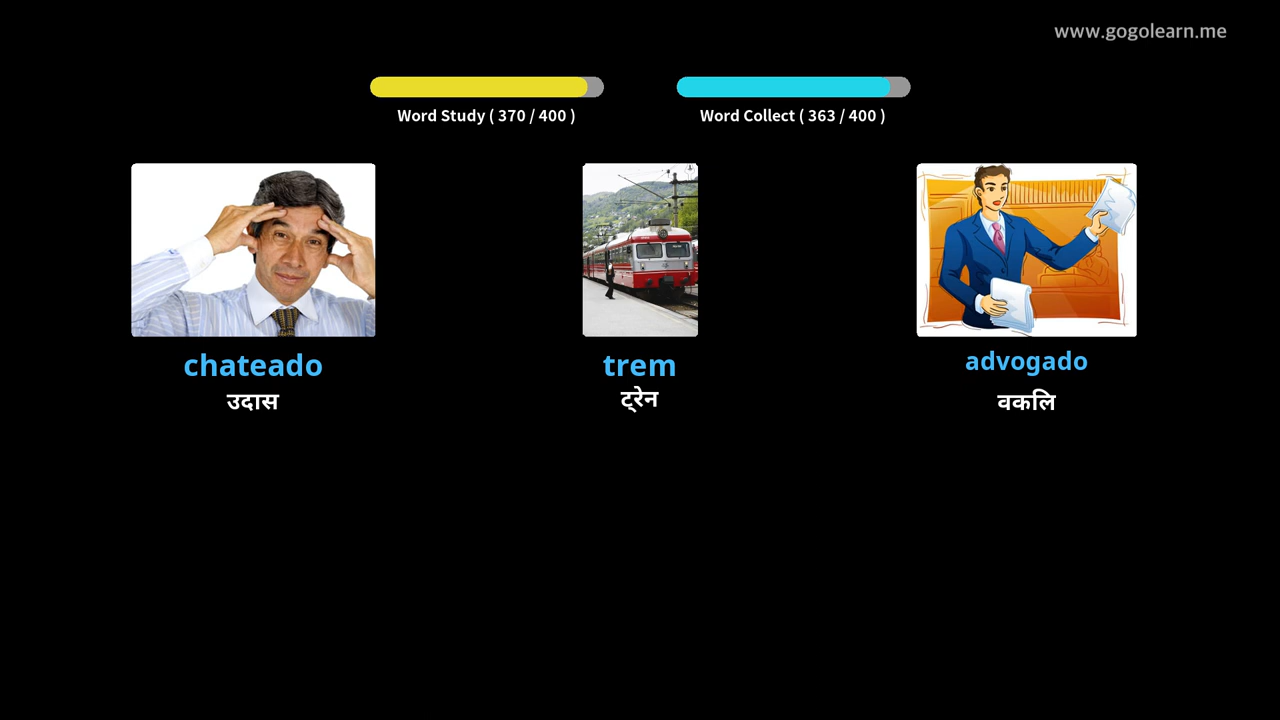 www.gogolearn.me
Word Study ( 370 / 400 )
Word Collect ( 363 / 400 )
chateado
trem
advogado
उदास
ट्रेन
वकलि